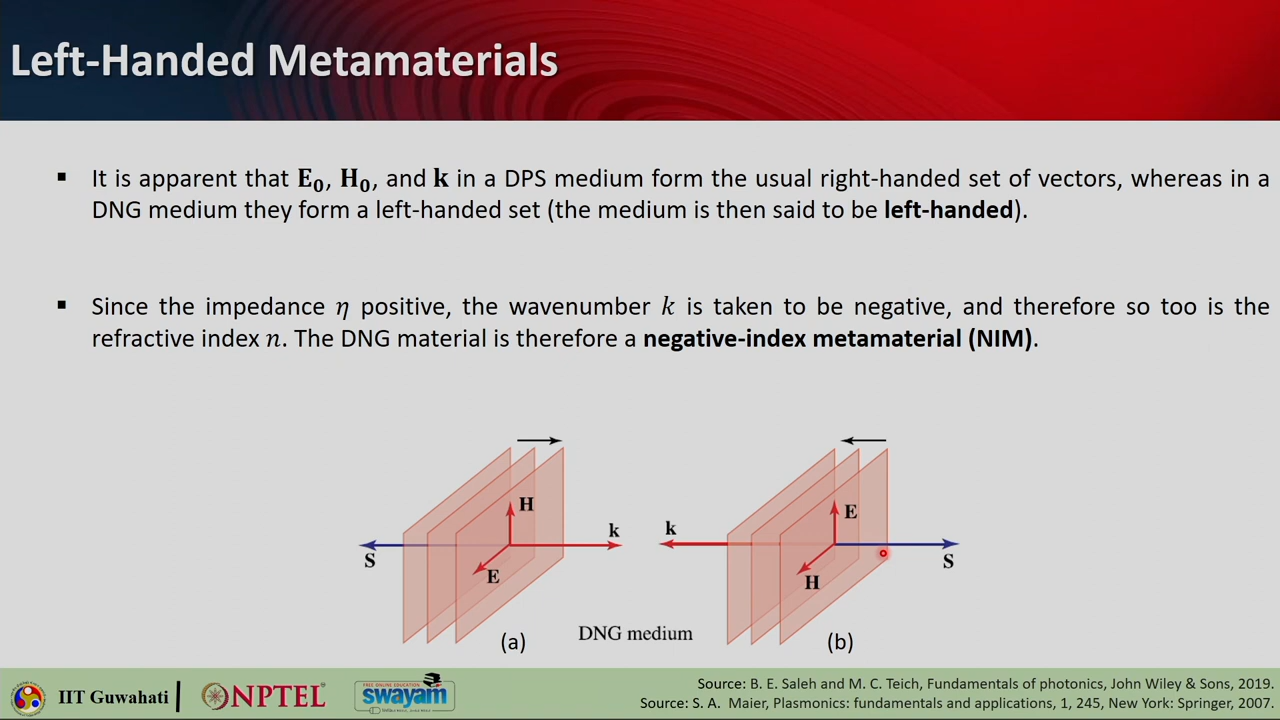 Left-Handed Metamaterials
▪ It is apparent that E₀, H₀, and k in a DPS medium form the usual right-handed set of vectors, whereas in a
DNG medium they form a left-handed set (the medium is then said to be left-handed).
▪ Since the impedance η positive, the wavenumber k is taken to be negative, and therefore so too is the
refractive index n. The DNG material is therefore a negative-index metamaterial (NIM).
H
k
S
E
(a)
DNG medium
k
E
S
H
(b)
IIT Guwahati
NPTEL
FREE ONLINE EDUCATION
swayam
Source: B. E. Saleh and M. C. Teich, Fundamentals of photonics, John Wiley & Sons, 2019.
Source: S. A. Maier, Plasmonics: fundamentals and applications, 1, 245, New York: Springer, 2007.